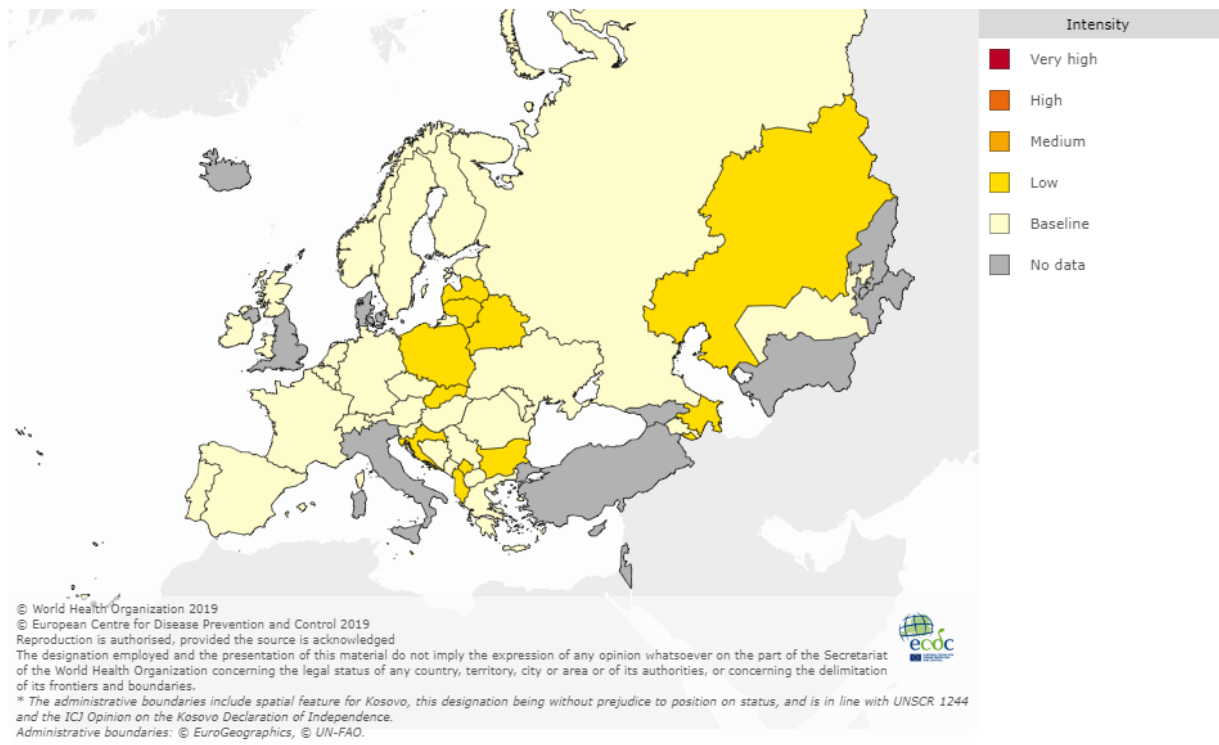 Intensity
Very high
High
Medium
Low
Baseline
No data
© World Health Organization 2019
© European Centre for Disease Prevention and Control 2019
Reproduction is authorised, provided the source is acknowledged
The designation employed and the presentation of this material do not imply the expression of any opinion whatsoever on the part of the Secretariat
of the World Health Organization concerning the legal status of any country, territory, city or area or of its authorities, or concerning the delimitation
of its frontiers and boundaries.
* The administrative boundaries include spatial feature for Kosovo, this designation being without prejudice to position on status, and is in line with UNSCR 1244
and the ICJ Opinion on the Kosovo Declaration of Independence.
Administrative boundaries: © EuroGeographics, © UN-FAO.
ecdc